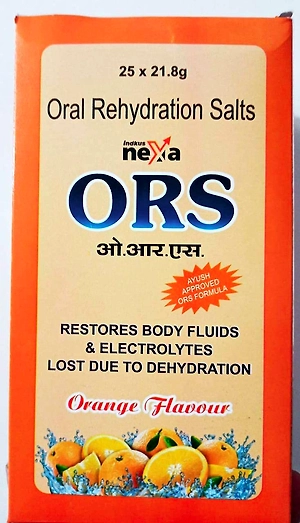 25 x 21.8g
Oral Rehydration Salts
indkus
nexa
ORS
ओ.आर.एस.
AYUSH
APPROVED
ORS FORMULA
RESTORES BODY FLUIDS
& ELECTROLYTES
LOST DUE TO DEHYDRATION
Orange Flavour